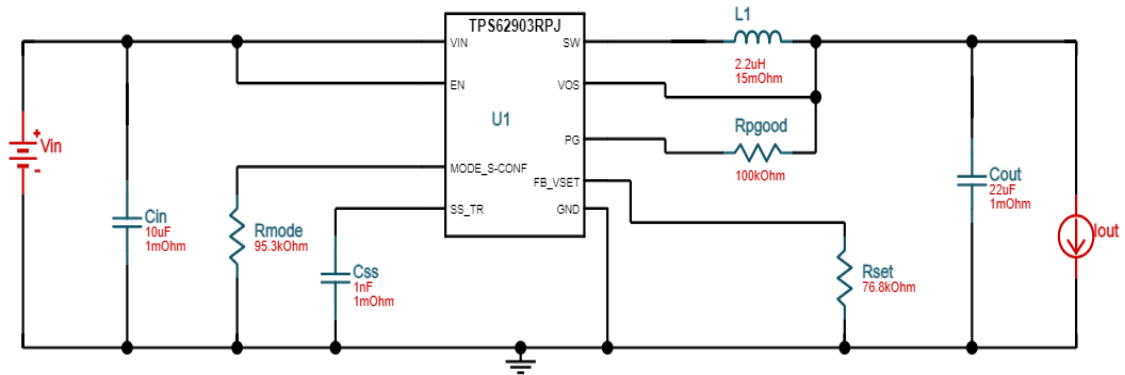 TPS62903RPJ
VIN
EN
MODE_S-CONF
SS_TR
U1
SW
VOS
PG
FB_VSET
GND
+
Vin
-
Cin
10uF
1mOhm
Rmode
95.3kOhm
Css
1nF
1mOhm
L1
2.2uH
15mOhm
Rpgood
100kOhm
Rset
76.8kOhm
Cout
22uF
1mOhm
Iout